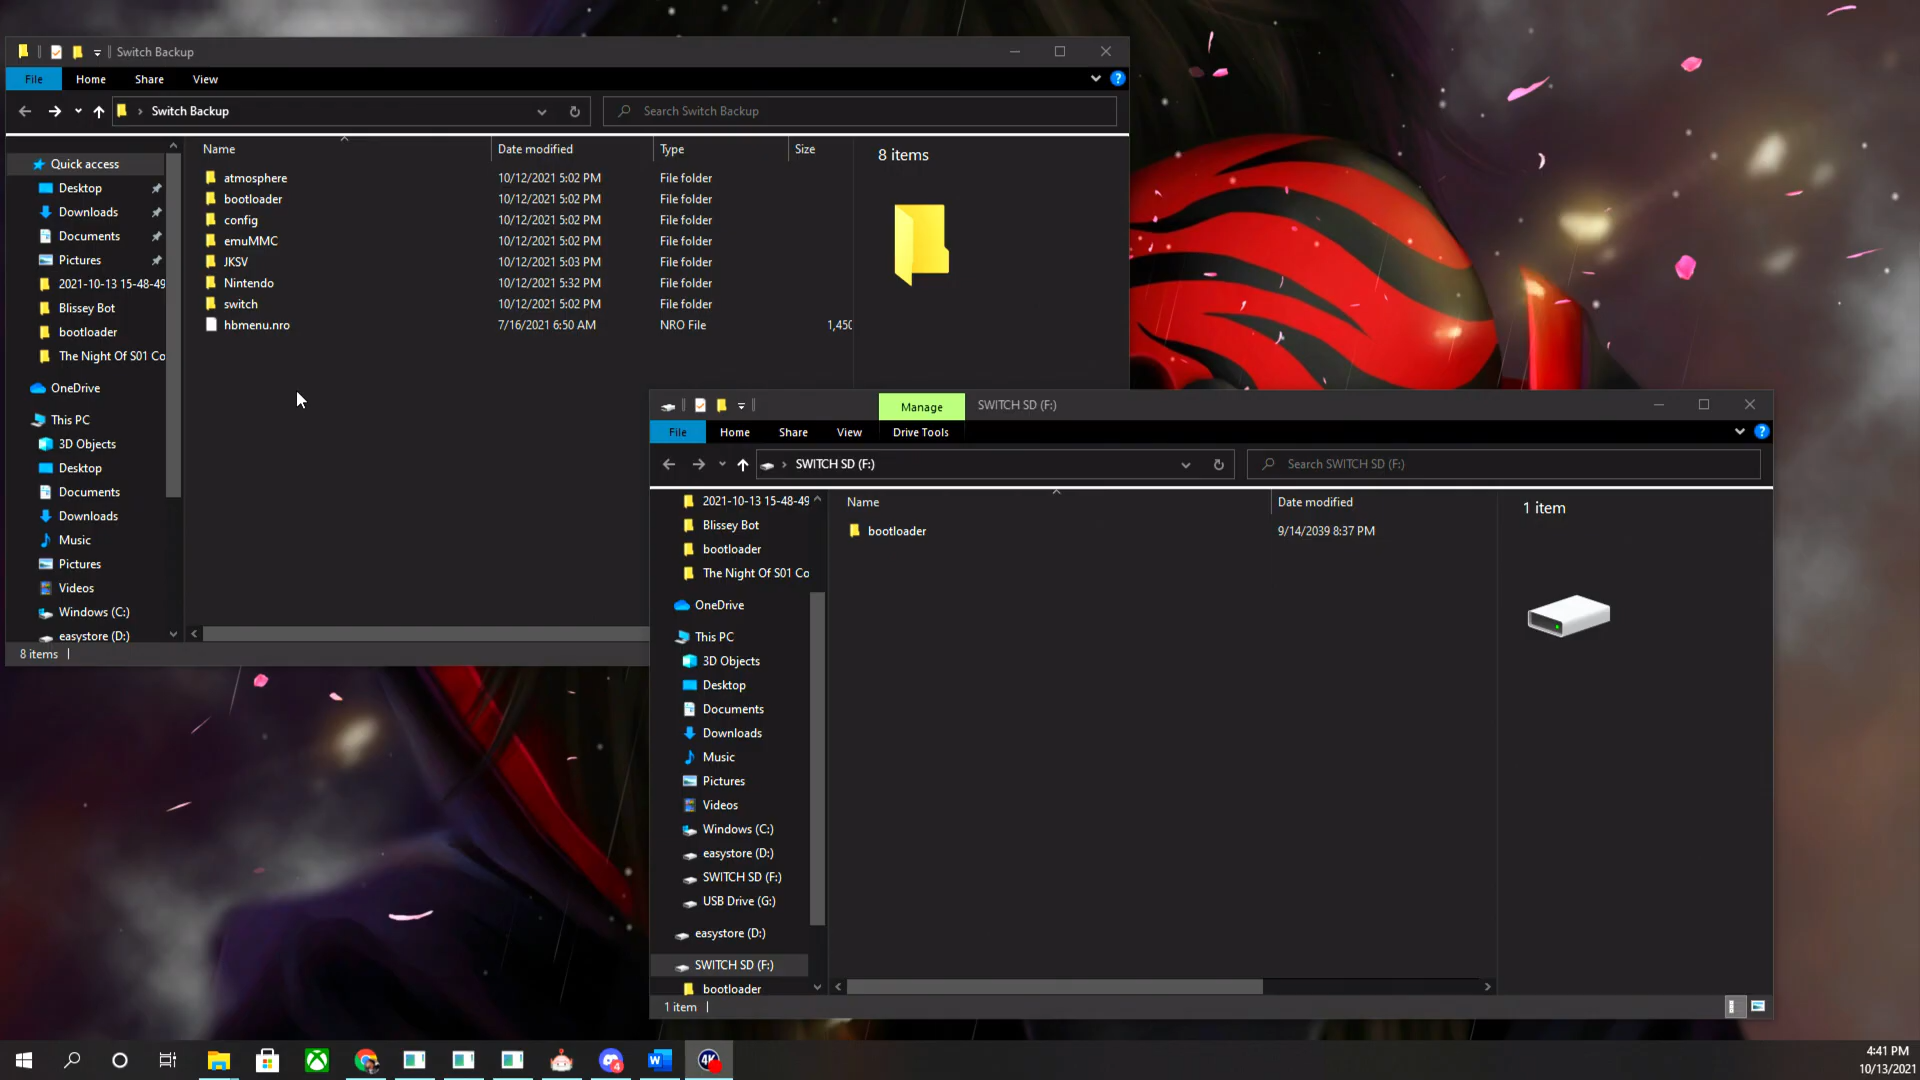 Switch Backup
File Home Share View
Switch Backup
Search Switch Backup
Name Date modified Type Size
Quick access
Desktop
Downloads
Documents
Pictures
2021-10-13 15-48-49
Blissey Bot
bootloader
The Night Of S01 Co
OneDrive
This PC
3D Objects
Desktop
Documents
Downloads
Music
Pictures
Videos
Windows (C:)
easystore (D:)
atmosphere 10/12/2021 5:02 PM File folder
bootloader 10/12/2021 5:02 PM File folder
config 10/12/2021 5:02 PM File folder
emuMMC 10/12/2021 5:02 PM File folder
JKSV 10/12/2021 5:03 PM File folder
Nintendo 10/12/2021 5:32 PM File folder
switch 10/12/2021 5:02 PM File folder
hbmenu.nro 7/16/2021 6:50 AM NRO File 1,450
8 items
8 items
Manage SWITCH SD (F:)
File Home Share View Drive Tools
SWITCH SD (F:)
Search SWITCH SD (F:)
2021-10-13 15-48-49
Blissey Bot
bootloader
The Night Of S01 Co
OneDrive
This PC
3D Objects
Desktop
Documents
Downloads
Music
Pictures
Videos
Windows (C:)
easystore (D:)
SWITCH SD (F:)
USB Drive (G:)
easystore (D:)
SWITCH SD (F:)
bootloader
Name Date modified
bootloader 9/14/2039 8:37 PM
1 item
1 item
4
W
4K
4:41 PM
10/13/2021